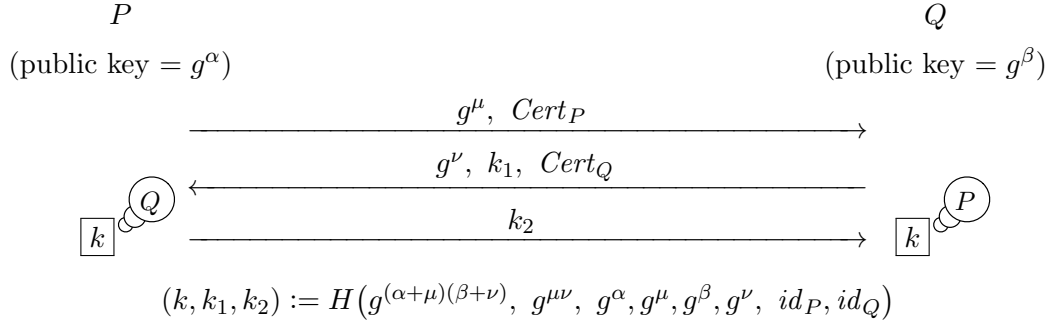 P Q
(public key = g^α) (public key = g^β)
g^μ, Cert_P
g^ν, k_1, Cert_Q
Q P
k k_2 k
(k, k_1, k_2) := H(g^{(α+μ)(β+ν)}, g^{μν}, g^α, g^μ, g^β, g^ν, id_P, id_Q)